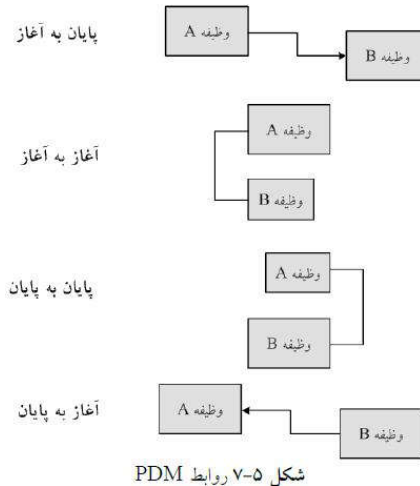 پایان به آغاز
وظیفه A
وظیفه B
آغاز به آغاز
وظیفه A
وظیفه B
پایان به پایان
وظیفه A
وظیفه B
آغاز به پایان
وظیفه A
وظیفه B
شکل ۵-۷ روابط PDM